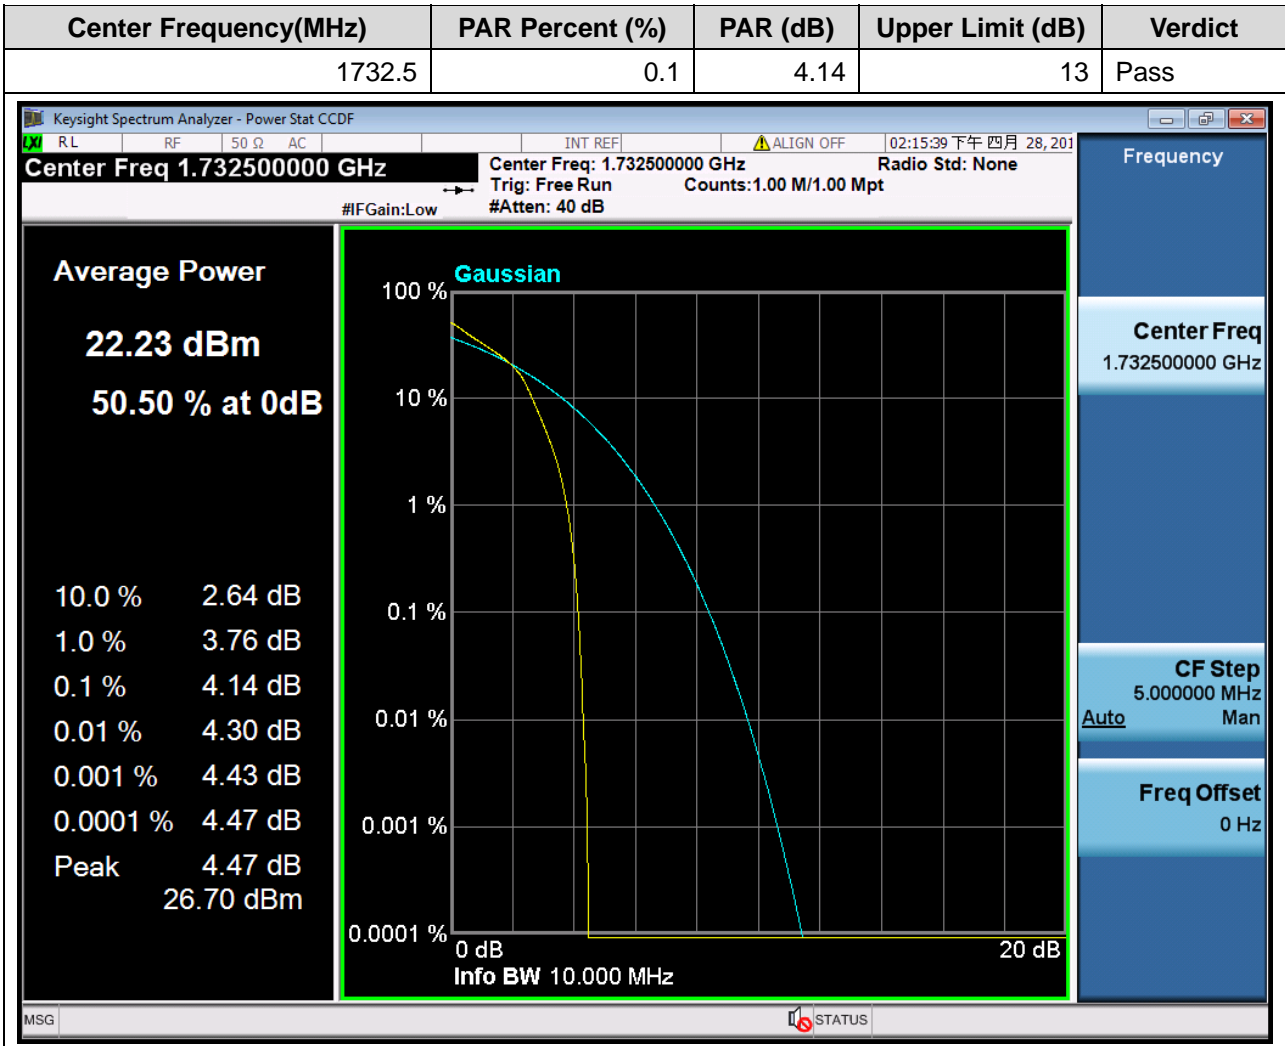 Center Frequency(MHz) PAR Percent (%) PAR (dB) Upper Limit (dB) Verdict
1732.5 0.1 4.14 13 Pass
Keysight Spectrum Analyzer - Power Stat CCDF
LXI RL RF 50 Ω AC INT REF ALIGN OFF 02:15:39 下午 四月 28, 201
Center Freq 1.732500000 GHz
Center Freq: 1.732500000 GHz Radio Std: None
Trig: Free Run Counts:1.00 M/1.00 Mpt
#IFGain:Low #Atten: 40 dB
Average Power
22.23 dBm
50.50 % at 0dB
10.0 % 2.64 dB
1.0 % 3.76 dB
0.1 % 4.14 dB
0.01 % 4.30 dB
0.001 % 4.43 dB
0.0001 % 4.47 dB
Peak 4.47 dB
26.70 dBm
Gaussian
100 %
10 %
1 %
0.1 %
0.01 %
0.001 %
0.0001 %
0 dB 20 dB
Info BW 10.000 MHz
Frequency
Center Freq
1.732500000 GHz
CF Step
5.000000 MHz
Auto Man
Freq Offset
0 Hz
MSG STATUS